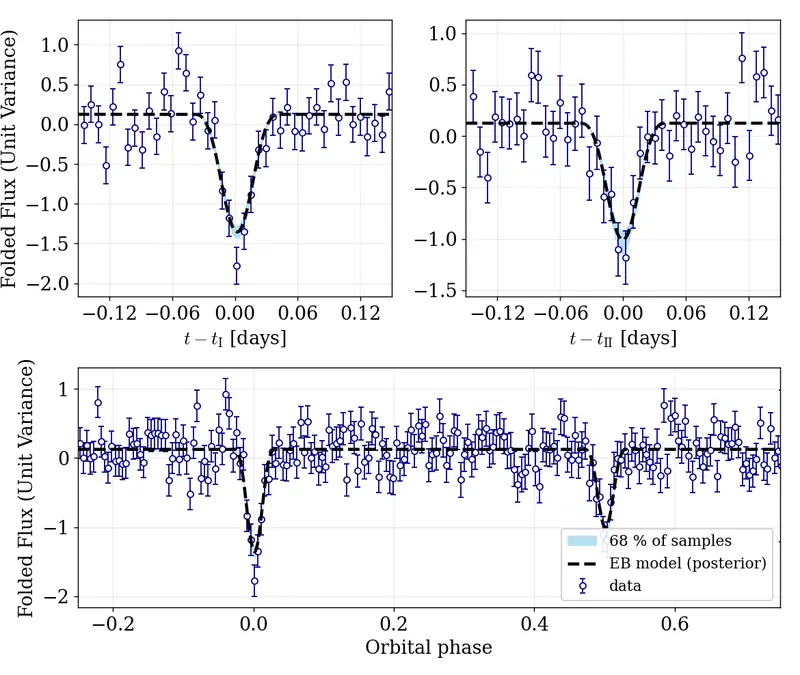 Folded Flux (Unit Variance)
1.0
0.5
0.0
−0.5
−1.0
−1.5
−2.0
−0.12 −0.06 0.00 0.06 0.12
t − tI [days]
1.0
0.5
0.0
−0.5
−1.0
−1.5
−0.12 −0.06 0.00 0.06 0.12
t − tII [days]
Folded Flux (Unit Variance)
1
0
−1
−2
68 % of samples
EB model (posterior)
data
−0.2 0.0 0.2 0.4 0.6
Orbital phase